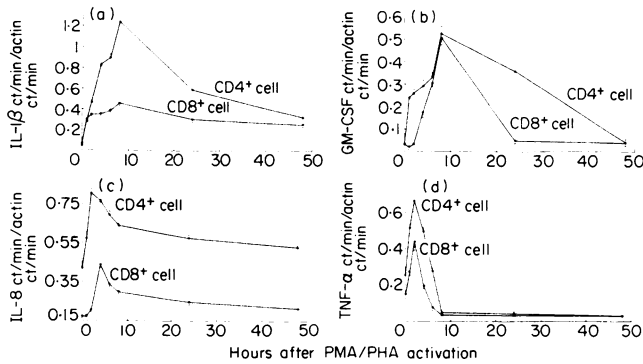 (a)
IL-1β ct/min/actin
ct/min
1·2
1
0·8
0·6
0·4
0·2
CD4+ cell
CD8+ cell
0 10 20 30 40 50
(b)
GM-CSF ct/min/actin
ct/min
0·6
0·5
0·4
0·3
0·2
0·1
CD4+ cell
CD8+ cell
0 10 20 30 40 50
(c)
IL-8 ct/min/actin
ct/min
0·75
0·55
0·35
0·15
CD4+ cell
CD8+ cell
0 10 20 30 40 50
(d)
TNF-α ct/min/actin
ct/min
0·6
0·4
0·2
CD4+ cell
CD8+ cell
0 10 20 30 40 50
Hours after PMA/PHA activation